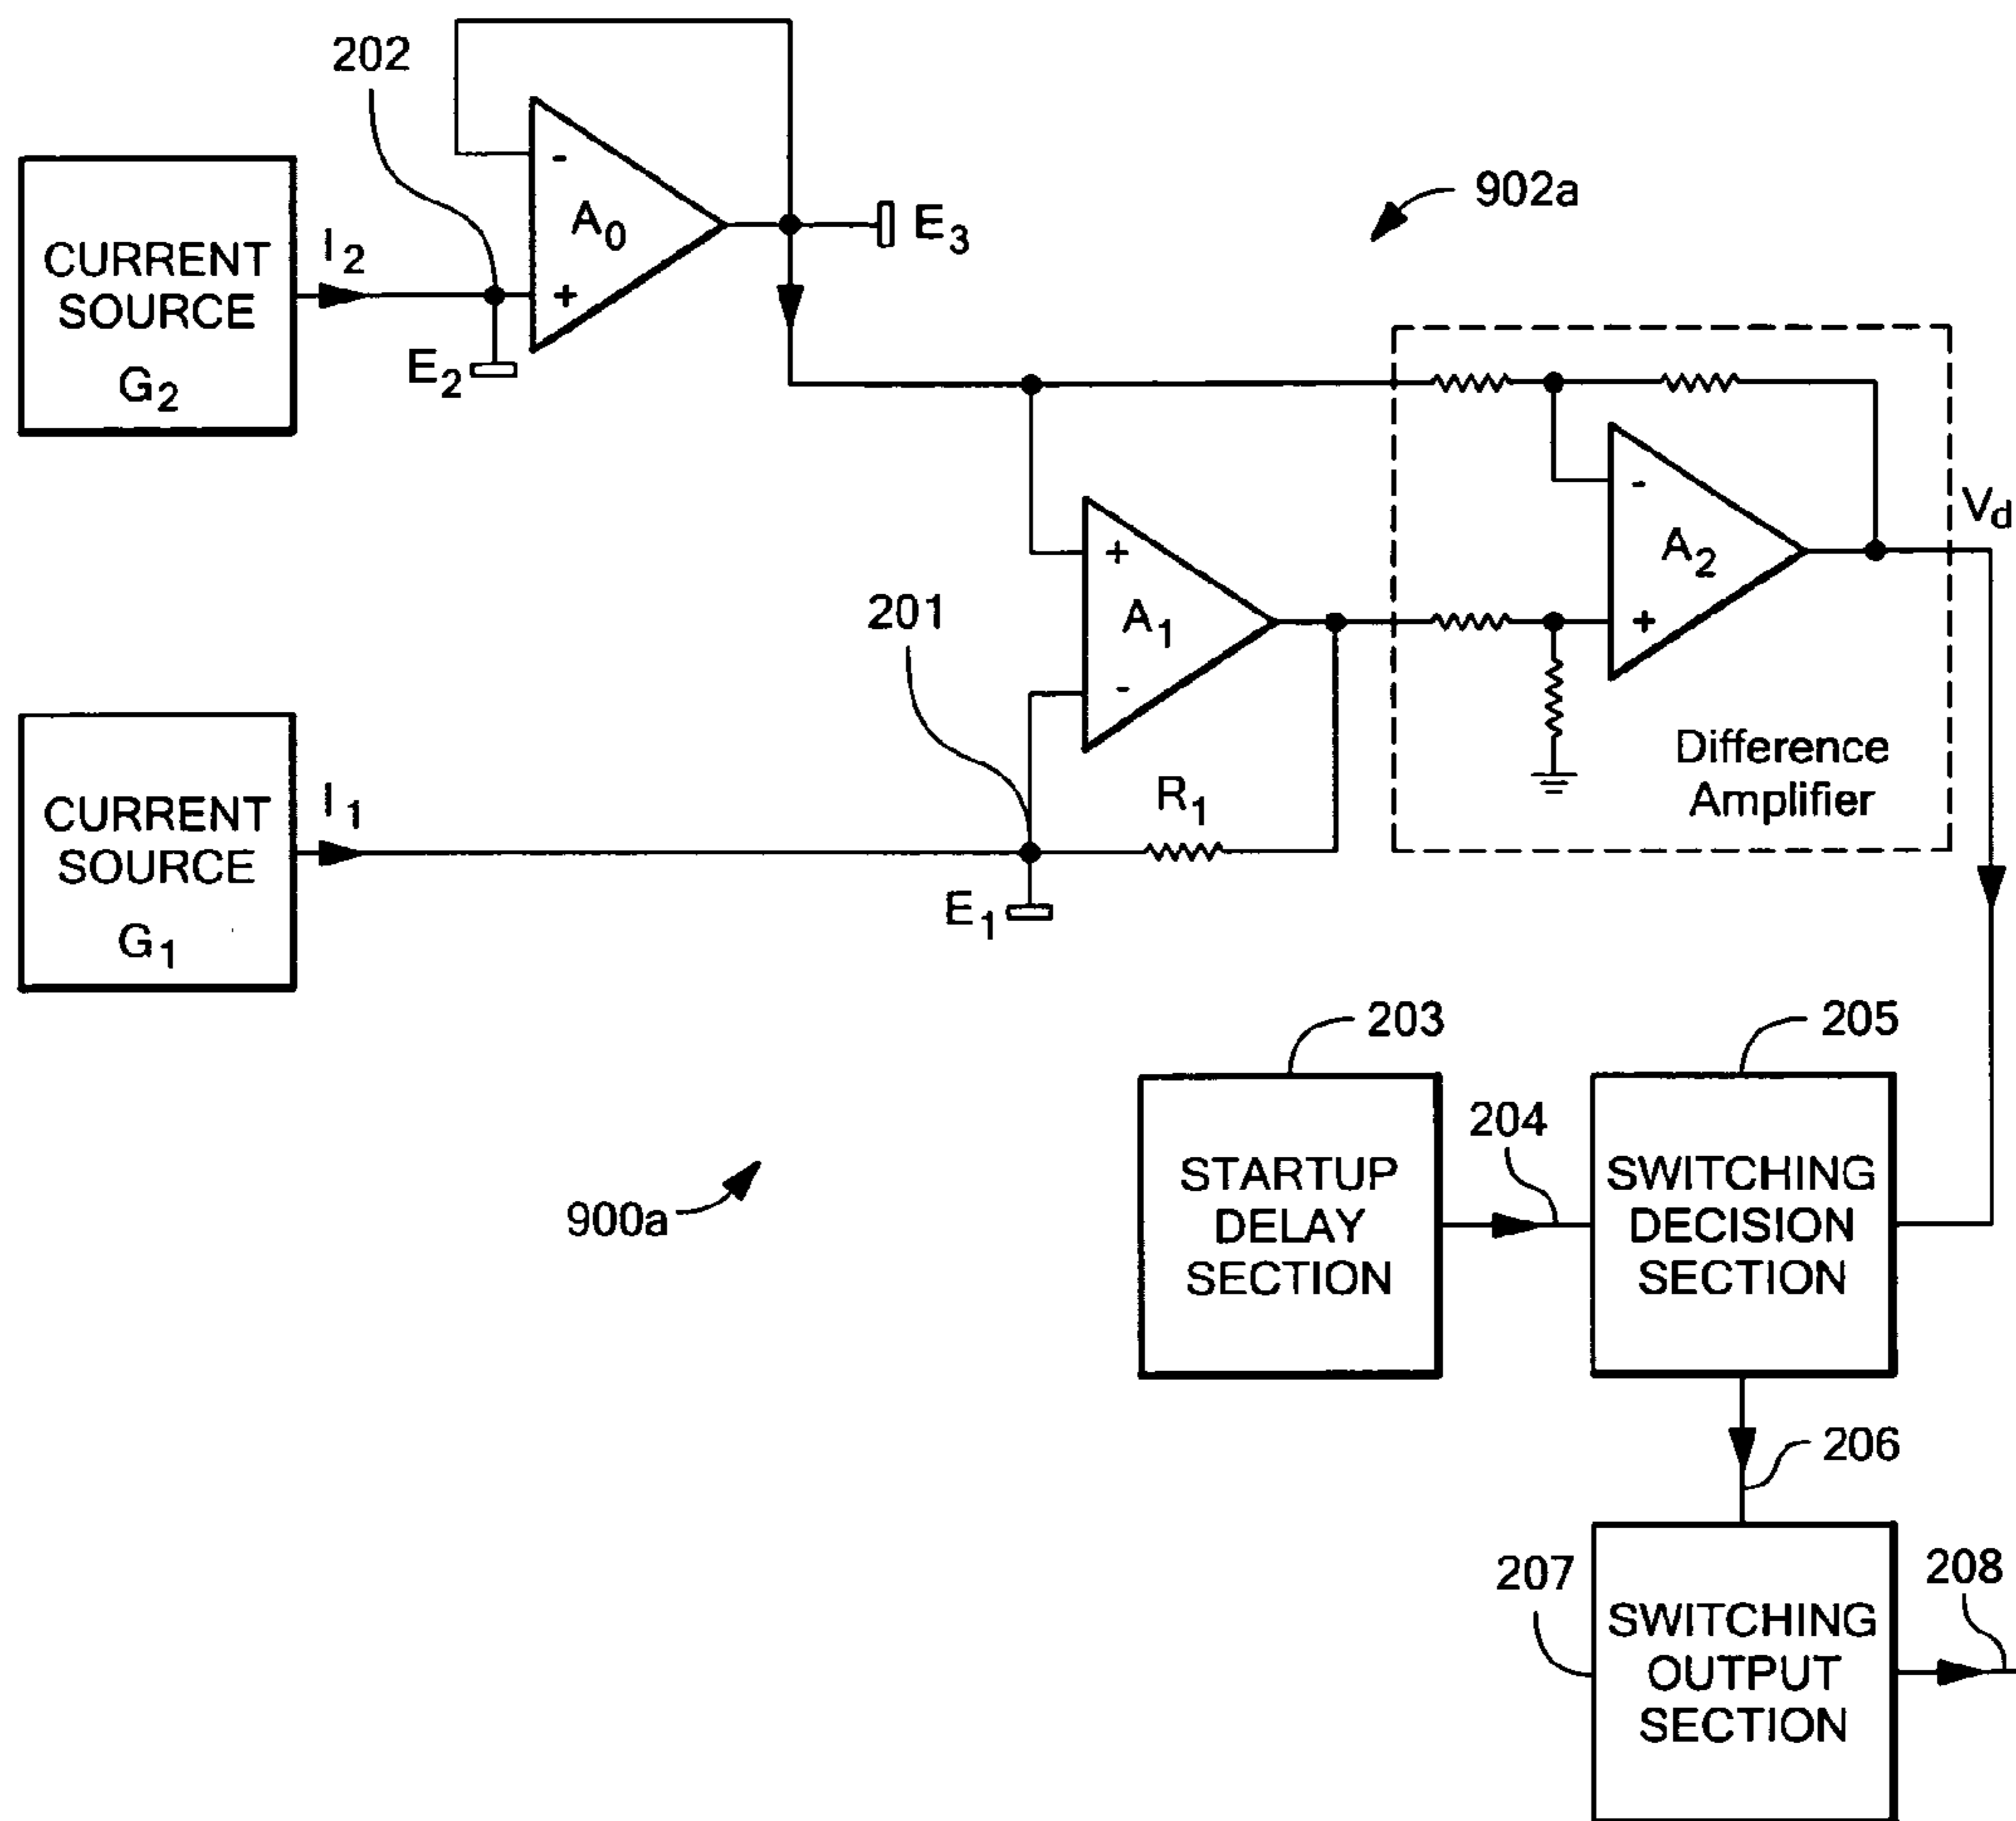 202
-
A0
+
902a
E3
CURRENT
SOURCE
G2
I2
E2
-
A2
+
Vd
+
A1
-
201
Difference
Amplifier
R1
CURRENT
SOURCE
G1
I1
E1
203
205
204
STARTUP
DELAY
SECTION
SWITCHING
DECISION
SECTION
900a
206
207
208
SWITCHING
OUTPUT
SECTION